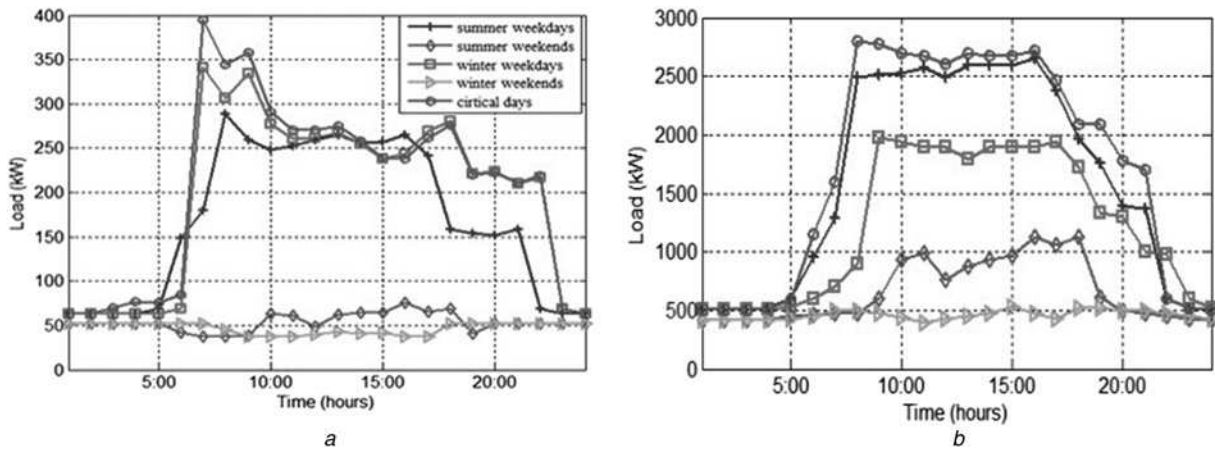 400
350
300
250
200
150
100
50
0
Load (kW)
5:00 10:00 15:00 20:00
Time (hours)
summer weekdays
summer weekends
winter weekdays
winter weekends
cirtical days
a
3000
2500
2000
1500
1000
500
0
Load (kW)
5:00 10:00 15:00 20:00
Time (hours)
b